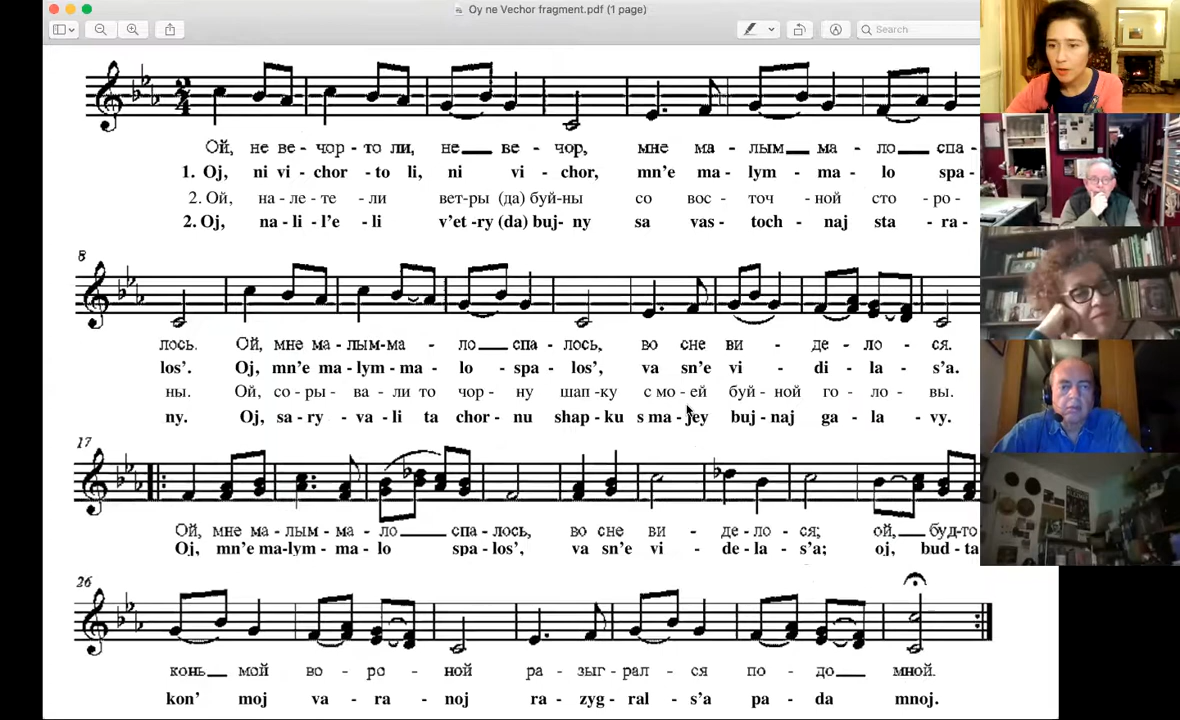 Oy ne Vechor fragment.pdf (1 page)
Search
2
4
Ой, не ве - чор - то ли, не ве - чор, мне ма - лым ма - ло спа -
1. Oj, ni vi - chor - to li, ni vi - chor, mn'e ma - lym - ma - lo spa -
2. Ой, на - ле - те - ли вет-ры (да) буй-ны со вос - точ - ной сто - ро -
2. Oj, na - li - l'e - li v'et - ry (da) buj - ny sa vas - toch - naj sta - ra -
8
лось. Ой, мне ма - лым-ма - ло спа - лось, во сне ви - де - ло - ся.
los'. Oj, mn'e ma - lym - ma - lo - spa - los', va sn'e vi - di - la - s'a.
ны. Ой, со - ры - ва - ли то чор - ну шап - ку с мо - ей буй - ной го - ло - вы.
ny. Oj, sa - ry - va - li ta chor - nu shap - ku s ma - jey buj - naj ga - la - vy.
17
Ой, мне ма - лым - ма - ло спа - лось, во сне ви - де - ло - ся; ой, буд-то
Oj, mn'e ma - lym - ma - lo spa - los', va sn'e vi - de - la - s'a; oj, bud - ta
26
конь мой во - ро - ной ра - зыг - рал - ся по - до мной.
kon' moj va - ra - noj ra - zyg - ral - s'a pa - da mnoj.